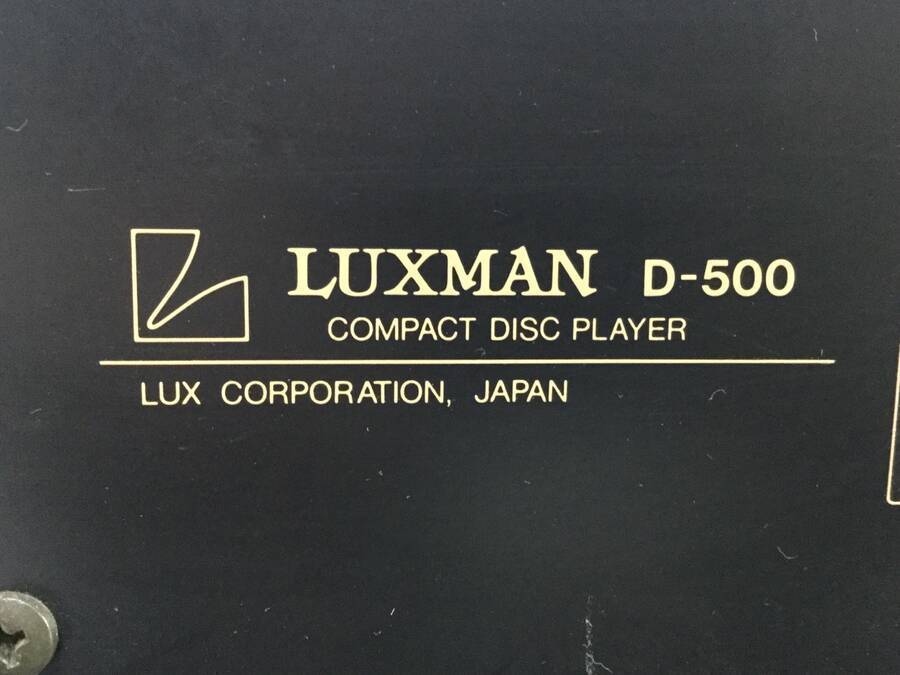 LUXMAN D-500
COMPACT DISC PLAYER
LUX CORPORATION, JAPAN